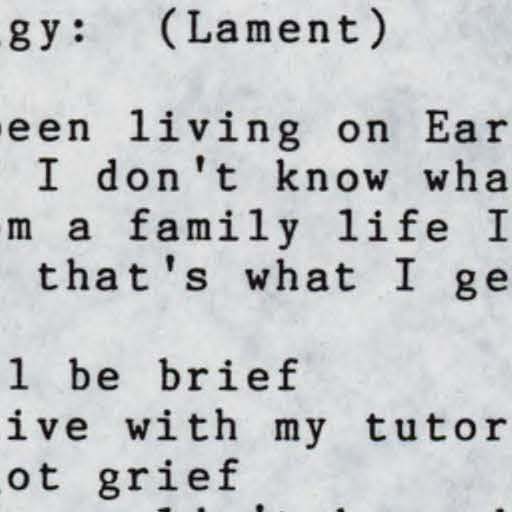 gy: (Lament)
been living on Ear
I don't know wha
m a family life I
that's what I ge
l be brief
ive with my tutor
ot grief